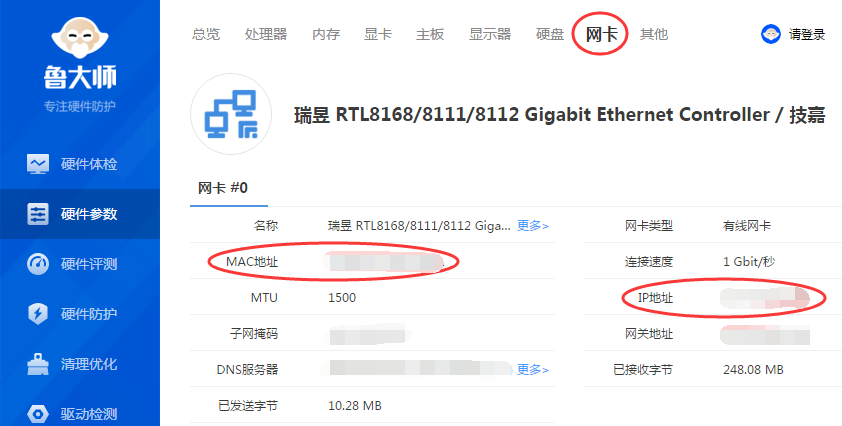 鲁大师
专注硬件防护
硬件体检
硬件参数
硬件评测
硬件防护
清理优化
驱动检测
总览 处理器 内存 显卡 主板 显示器 硬盘 网卡 其他
请登录
瑞昱 RTL8168/8111/8112 Gigabit Ethernet Controller / 技嘉
网卡 #0
名称 瑞昱 RTL8168/8111/8112 Giga... 更多> 网卡类型 有线网卡
MAC地址 连接速度 1 Gbit/秒
MTU 1500 IP地址
子网掩码 网关地址
DNS服务器 更多> 已接收字节 248.08 MB
已发送字节 10.28 MB